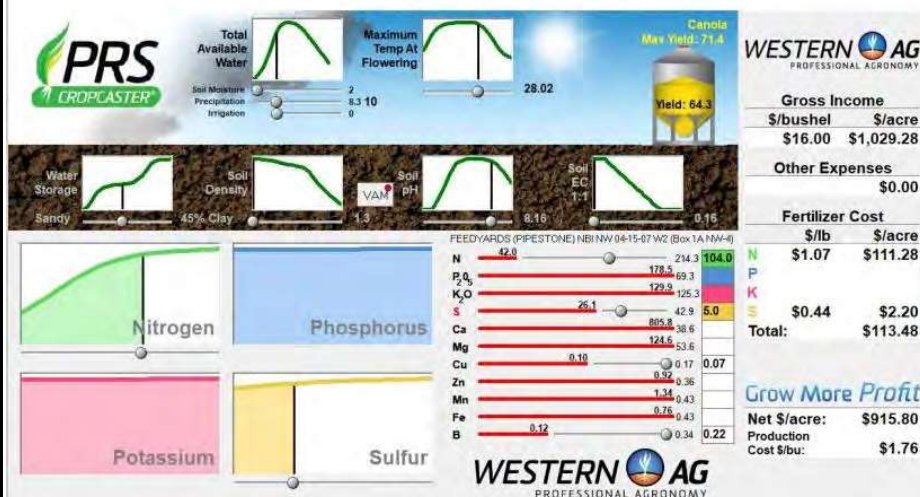 PRS
CROPCASTER®
Total
Available
Water
Soil Moisture 2
Precipitation 8.3 10
Irrigation 0
Maximum
Temp At
Flowering
28.02
Canola
Max Yield: 71.4
Yield: 64.3
WESTERN AG
PROFESSIONAL AGRONOMY
Gross Income
$/bushel $/acre
$16.00 $1,029.28
Other Expenses
$0.00
Fertilizer Cost
$/lb $/acre
N $1.07 $111.28
P
K
S $0.44 $2.20
Total: $113.48
Grow More Profit
Net $/acre: $915.80
Production
Cost $/bu: $1.76
Water
Storage
Sandy
45% Clay
Soil
Density
1.3
VAM
Soil
pH
8.16
Soil
EC
1:1
0.16
Nitrogen
Phosphorus
Potassium
Sulfur
FEEDYARDS (PIPESTONE) NBI NW 04-15-07 W2 (Box 1A NW-4)
N 42.0 214.3 104.0
P2O5 178.5 69.3
K2O 129.9 125.3
S 26.1 42.9 5.0
Ca 805.8 38.6
Mg 124.6 53.6
Cu 0.10 0.17 0.07
Zn 0.92 0.36
Mn 1.34 0.43
Fe 0.76 0.43
B 0.12 0.34 0.22
WESTERN AG
PROFESSIONAL AGRONOMY